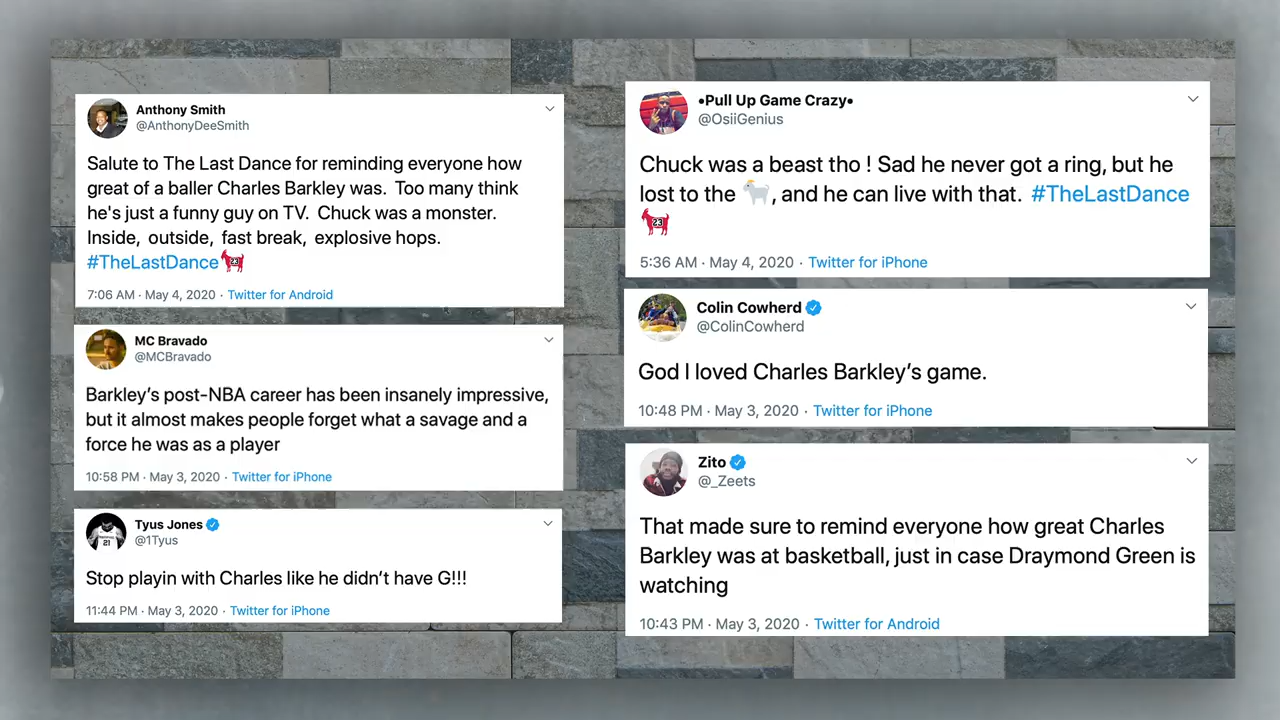 Anthony Smith
@AnthonyDeeSmith
Salute to The Last Dance for reminding everyone how
great of a baller Charles Barkley was. Too many think
he's just a funny guy on TV. Chuck was a monster.
Inside, outside, fast break, explosive hops.
#TheLastDance 23
7:06 AM · May 4, 2020 · Twitter for Android
MC Bravado
@MCBravado
Barkley's post-NBA career has been insanely impressive,
but it almost makes people forget what a savage and a
force he was as a player
10:58 PM · May 3, 2020 · Twitter for iPhone
21
Tyus Jones
@1Tyus
Stop playin with Charles like he didn't have G!!!
11:44 PM · May 3, 2020 · Twitter for iPhone
•Pull Up Game Crazy•
@OsiiGenius
Chuck was a beast tho ! Sad he never got a ring, but he
lost to the 🐐, and he can live with that. #TheLastDance
23
5:36 AM · May 4, 2020 · Twitter for iPhone
Colin Cowherd
@ColinCowherd
God I loved Charles Barkley's game.
10:48 PM · May 3, 2020 · Twitter for iPhone
Zito
@_Zeets
That made sure to remind everyone how great Charles
Barkley was at basketball, just in case Draymond Green is
watching
10:43 PM · May 3, 2020 · Twitter for Android